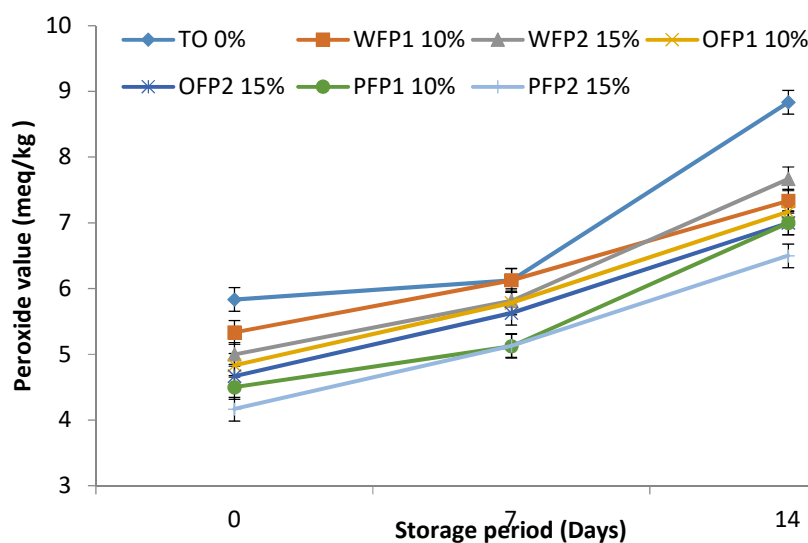 10
9
8
7
6
5
4
3
Peroxide value (meq/kg)
TO 0% WFP1 10% WFP2 15% OFP1 10%
OFP2 15% PFP1 10% PFP2 15%
0 7 14
Storage period (Days)